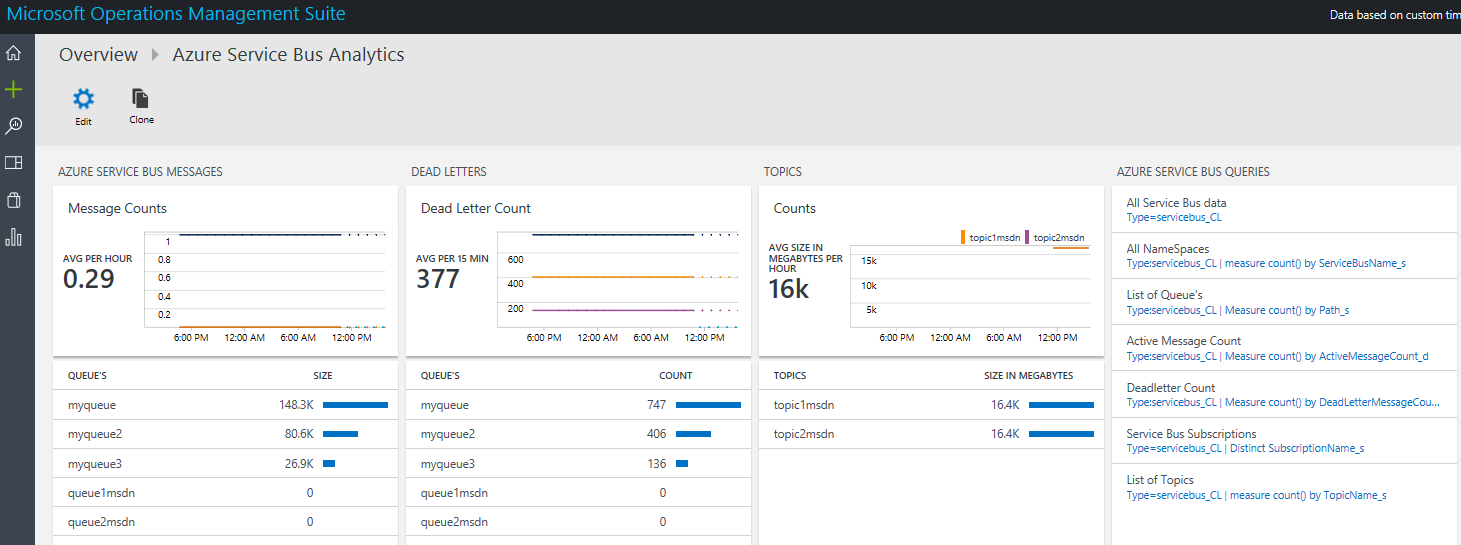 Microsoft Operations Management Suite
Data based on custom tim
Overview Azure Service Bus Analytics
Edit Clone
AZURE SERVICE BUS MESSAGES
Message Counts
AVG PER HOUR
0.29
1
0.8
0.6
0.4
0.2
6:00 PM 12:00 AM 6:00 AM 12:00 PM
QUEUE'S SIZE
myqueue 148.3K
myqueue2 80.6K
myqueue3 26.9K
queue1msdn 0
queue2msdn 0
DEAD LETTERS
Dead Letter Count
AVG PER 15 MIN
377
600
400
200
6:00 PM 12:00 AM 6:00 AM 12:00 PM
QUEUE'S COUNT
myqueue 747
myqueue2 406
myqueue3 136
queue1msdn 0
queue2msdn 0
TOPICS
Counts
topic1msdn topic2msdn
AVG SIZE IN
MEGABYTES PER
HOUR
16k
15k
10k
5k
6:00 PM 12:00 AM 6:00 AM 12:00 PM
TOPICS SIZE IN MEGABYTES
topic1msdn 16.4K
topic2msdn 16.4K
AZURE SERVICE BUS QUERIES
All Service Bus data
Type=servicebus_CL
All NameSpaces
Type:servicebus_CL | measure count() by ServiceBusName_s
List of Queue's
Type:servicebus_CL | Measure count() by Path_s
Active Message Count
Type:servicebus_CL | Measure count() by ActiveMessageCount_d
Deadletter Count
Type:servicebus_CL | Measure count() by DeadLetterMessageCou...
Service Bus Subscriptions
Type=servicebus_CL | Distinct SubscriptionName_s
List of Topics
Type=servicebus_CL | measure count() by TopicName_s